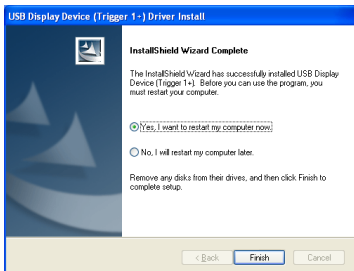 USB Display Device (Trigger 1+) Driver Install
InstallShield Wizard Complete
The InstallShield Wizard has successfully installed USB Display
Device (Trigger 1+). Before you can use the program, you
must restart your computer.
Yes, I want to restart my computer now.
No, I will restart my computer later.
Remove any disks from their drives, and then click Finish to
complete setup.
< Back
Finish
Cancel